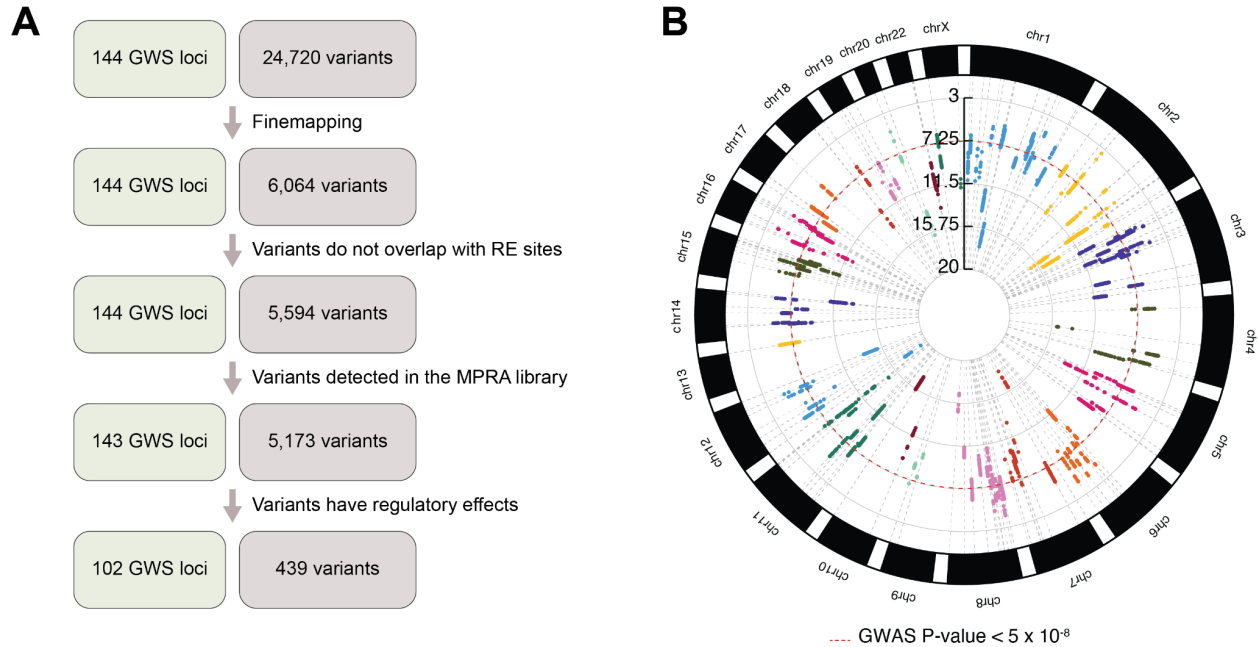 A
144 GWS loci
24,720 variants
Finemapping
144 GWS loci
6,064 variants
Variants do not overlap with RE sites
144 GWS loci
5,594 variants
Variants detected in the MPRA library
143 GWS loci
5,173 variants
Variants have regulatory effects
102 GWS loci
439 variants
B
chr1
chr2
chr3
chr4
chr5
chr6
chr7
chr8
chr9
chr10
chr11
chr12
chr13
chr14
chr15
chr16
chr17
chr18
chr19
chr20
chr22
chrX
3
7.25
11.5
15.75
20
GWAS P-value < 5 x 10⁻⁸